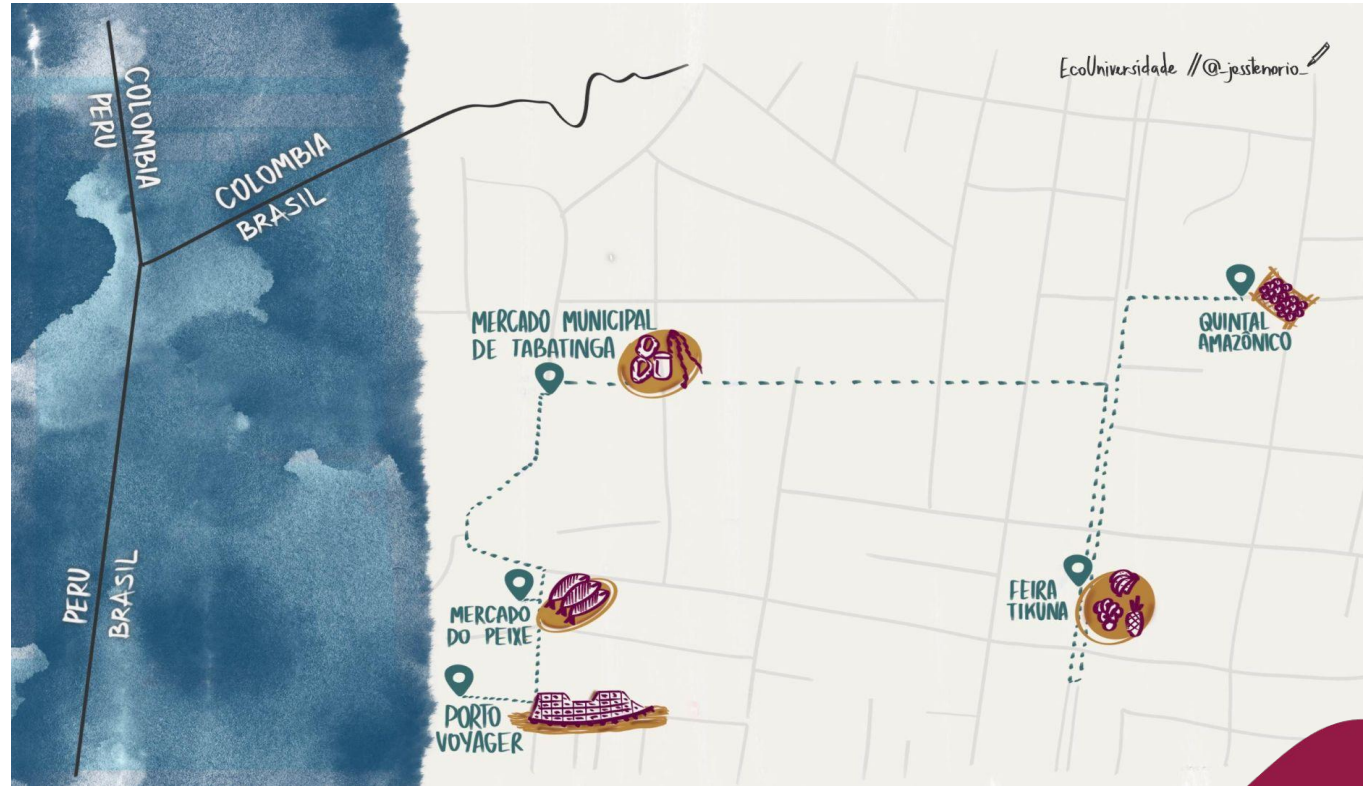 EcoUniversidade // @_jesstenorio_
COLOMBIA
PERU
COLOMBIA
BRASIL
MERCADO MUNICIPAL
DE TABATINGA
QUINTAL
AMAZÔNICO
PERU
BRASIL
MERCADO
DO PEIXE
FEIRA
TIKUNA
PORTO
VOYAGER